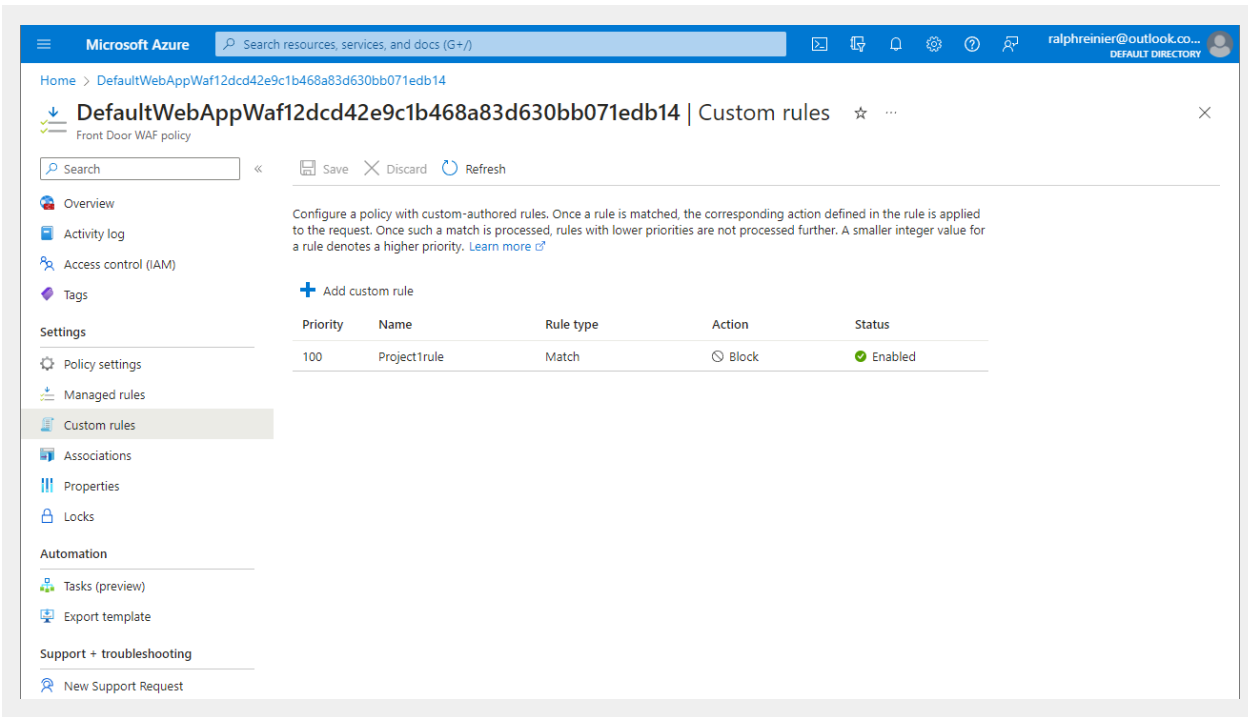 Microsoft Azure
Search resources, services, and docs (G+/)
ralphreinier@outlook.co...
DEFAULT DIRECTORY
Home > DefaultWebAppWaf12dcd42e9c1b468a83d630bb071edb14
DefaultWebAppWaf12dcd42e9c1b468a83d630bb071edb14 | Custom rules
Front Door WAF policy
Search
Save Discard Refresh
Overview
Activity log
Access control (IAM)
Tags
Settings
Policy settings
Managed rules
Custom rules
Associations
Properties
Locks
Automation
Tasks (preview)
Export template
Support + troubleshooting
New Support Request
Configure a policy with custom-authored rules. Once a rule is matched, the corresponding action defined in the rule is applied
to the request. Once such a match is processed, rules with lower priorities are not processed further. A smaller integer value for
a rule denotes a higher priority. Learn more
Add custom rule
Priority Name Rule type Action Status
100 Project1rule Match Block Enabled